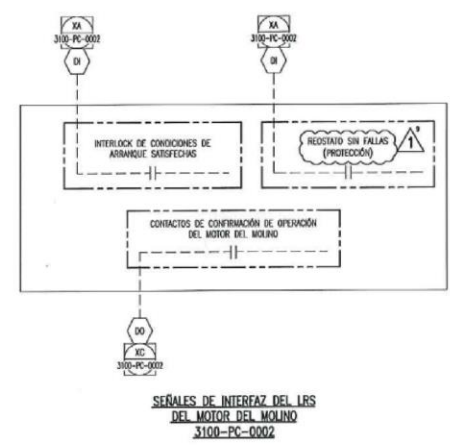 XA
3100-PC-0002
DI
XA
3100-PC-0002
DI
INTERLOCK DE CONDICIONES DE
ARRANQUE SATISFECHAS
REOSTATO SIN FALLAS
(PROTECCIÓN)
1
9
CONTACTOS DE CONFIRMACIÓN DE OPERACIÓN
DEL MOTOR DEL MOLINO
DO
XC
3100-PC-0002
SEÑALES DE INTERFAZ DEL LRS
DEL MOTOR DEL MOLINO
3100-PC-0002